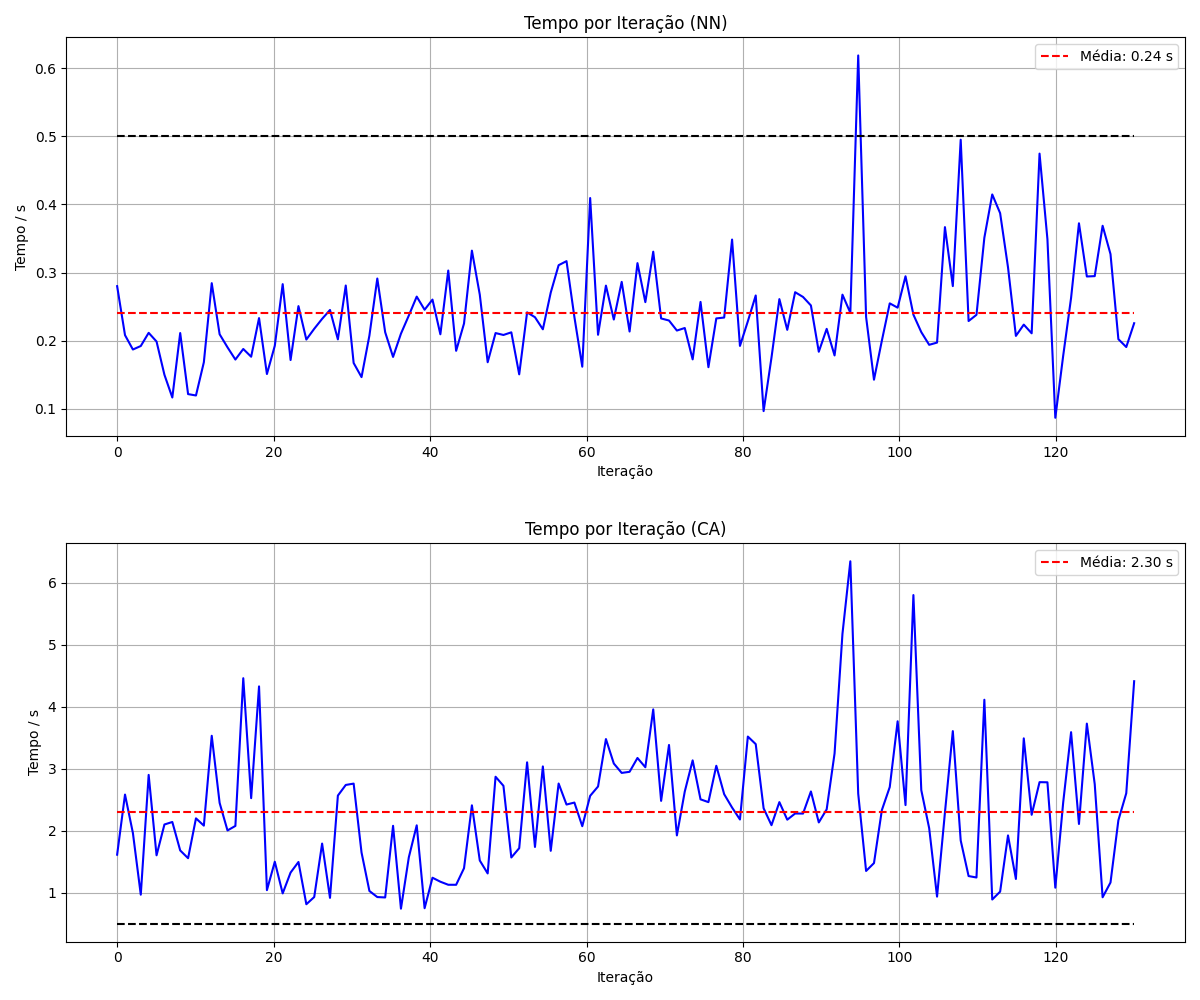 Tempo por Iteração (NN)
Média: 0.24 s
0.6
0.5
0.4
0.3
0.2
0.1
Tempo / s
0 20 40 60 80 100 120
Iteração
Tempo por Iteração (CA)
Média: 2.30 s
6
5
4
3
2
1
Tempo / s
0 20 40 60 80 100 120
Iteração